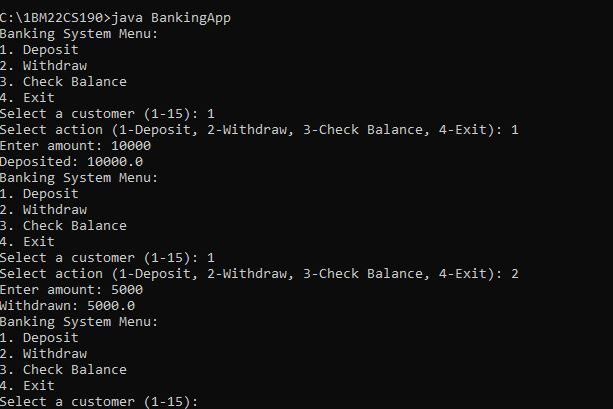 C:\1BM22CS190>java BankingApp
Banking System Menu:
1. Deposit
2. Withdraw
3. Check Balance
4. Exit
Select a customer (1-15): 1
Select action (1-Deposit, 2-Withdraw, 3-Check Balance, 4-Exit): 1
Enter amount: 10000
Deposited: 10000.0
Banking System Menu:
1. Deposit
2. Withdraw
3. Check Balance
4. Exit
Select a customer (1-15): 1
Select action (1-Deposit, 2-Withdraw, 3-Check Balance, 4-Exit): 2
Enter amount: 5000
Withdrawn: 5000.0
Banking System Menu:
1. Deposit
2. Withdraw
3. Check Balance
4. Exit
Select a customer (1-15):